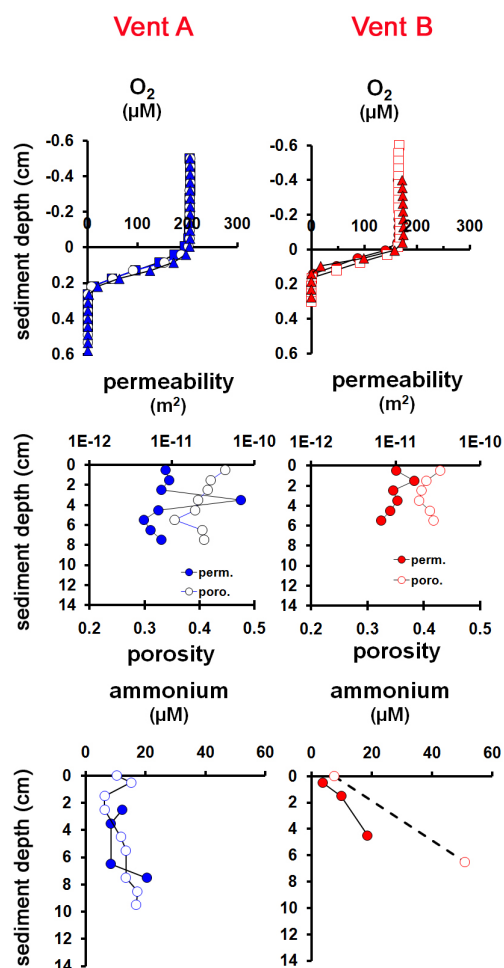 Vent A Vent B
O2 O2
(µM) (µM)
sediment depth (cm)
-0.6 -0.6
-0.4 -0.4
-0.2 -0.2
0 100 200 300 0 100 200 300
0 0
0.2 0.2
0.4 0.4
0.6 0.6
permeability permeability
(m2) (m2)
1E-12 1E-11 1E-10 1E-12 1E-11 1E-10
sediment depth (cm)
0 0
2 2
4 4
6 6
8 8
10 10
12 12
14 14
perm. perm.
poro. poro.
0.2 0.3 0.4 0.5 0.2 0.3 0.4 0.5
porosity porosity
ammonium ammonium
(µM) (µM)
0 20 40 60 0 20 40 60
sediment depth (cm)
0 0
2 2
4 4
6 6
8 8
10 10
12 12
14 14